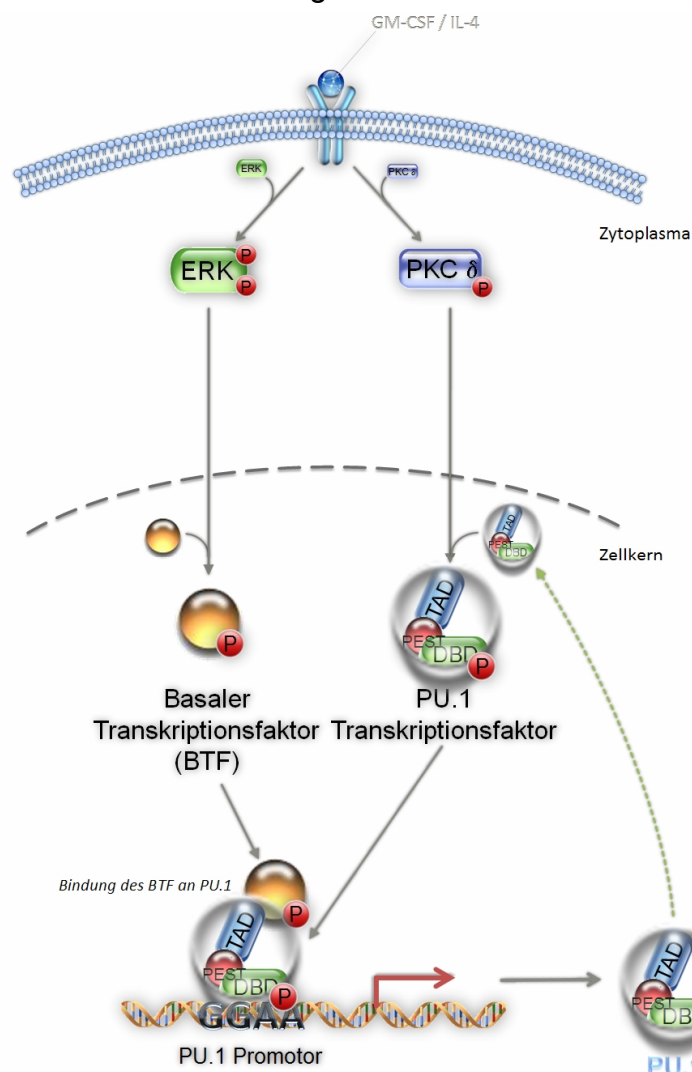 GM-CSF / IL-4
ERK
PKC δ
Zytoplasma
ERK
P
P
PKC δ
P
Zellkern
TAD
PEST
DBD
TAD
PEST
DBD
P
P
Basaler
Transkriptionsfaktor
(BTF)
PU.1
Transkriptionsfaktor
Bindung des BTF an PU.1
P
TAD
PEST
DBD
P
GGAA
PU.1 Promotor
TAD
PEST